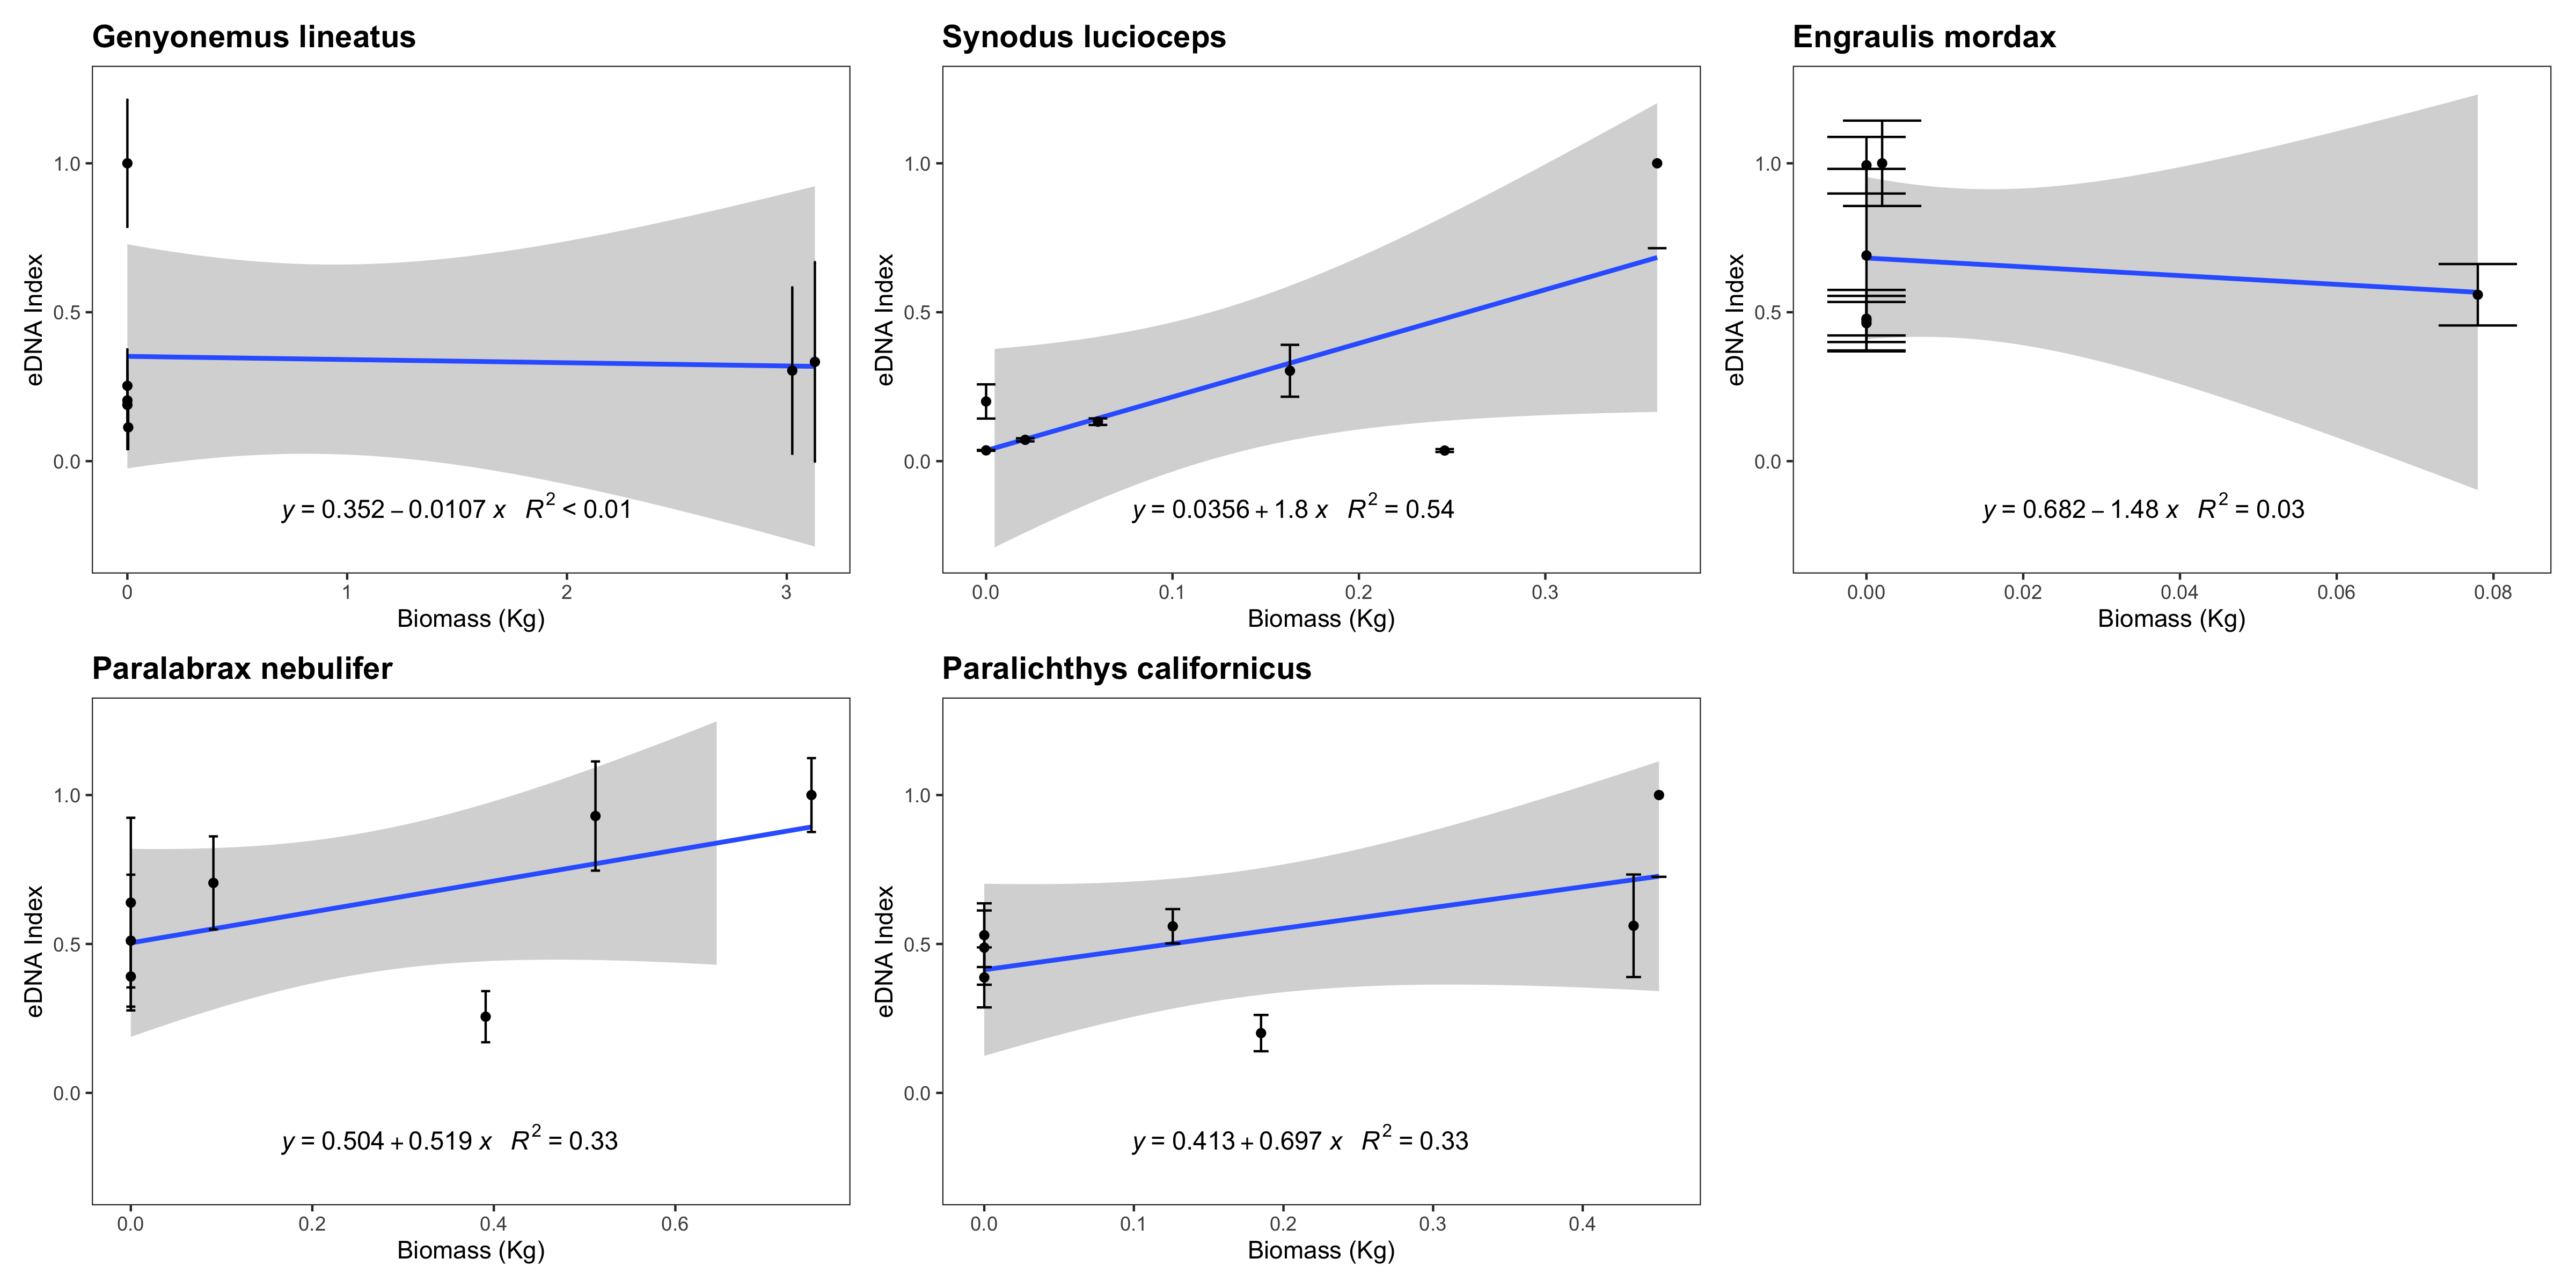 Genyonemus lineatus
eDNA Index
1.0
0.5
0.0
y = 0.352 – 0.0107 x R² < 0.01
0 1 2 3
Biomass (Kg)
Synodus lucioceps
eDNA Index
1.0
0.5
0.0
y = 0.0356 + 1.8 x R² = 0.54
0.0 0.1 0.2 0.3
Biomass (Kg)
Engraulis mordax
eDNA Index
1.0
0.5
0.0
y = 0.682 – 1.48 x R² = 0.03
0.00 0.02 0.04 0.06 0.08
Biomass (Kg)
Paralabrax nebulifer
eDNA Index
1.0
0.5
0.0
y = 0.504 + 0.519 x R² = 0.33
0.0 0.2 0.4 0.6
Biomass (Kg)
Paralichthys californicus
eDNA Index
1.0
0.5
0.0
y = 0.413 + 0.697 x R² = 0.33
0.0 0.1 0.2 0.3 0.4
Biomass (Kg)